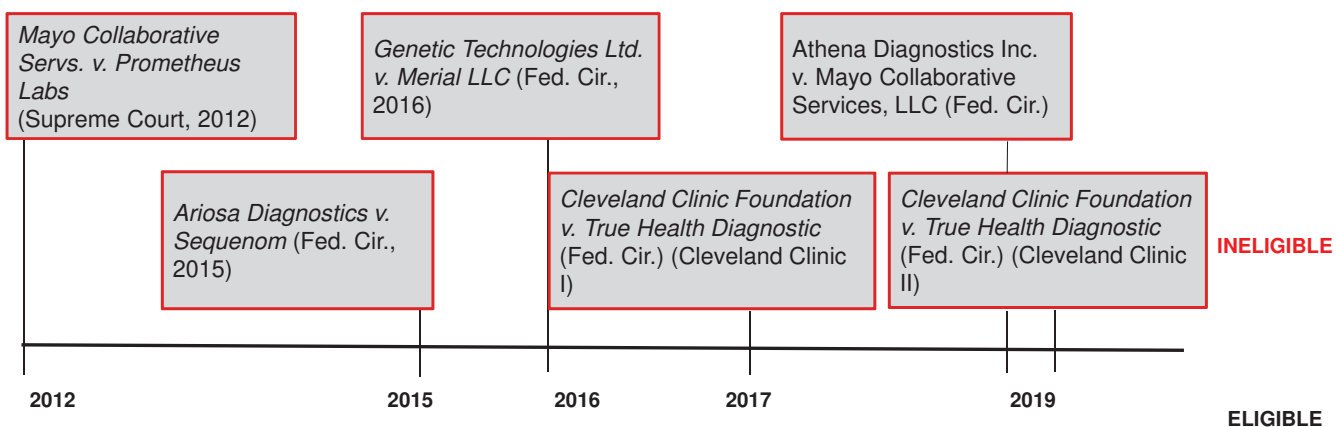 Mayo Collaborative
Servs. v. Prometheus
Labs
(Supreme Court, 2012)
Genetic Technologies Ltd.
v. Merial LLC (Fed. Cir.,
2016)
Athena Diagnostics Inc.
v. Mayo Collaborative
Services, LLC (Fed. Cir.)
Ariosa Diagnostics v.
Sequenom (Fed. Cir.,
2015)
Cleveland Clinic Foundation
v. True Health Diagnostic
(Fed. Cir.) (Cleveland Clinic
I)
Cleveland Clinic Foundation
v. True Health Diagnostic
(Fed. Cir.) (Cleveland Clinic
II)
INELIGIBLE
2012
2015
2016
2017
2019
ELIGIBLE